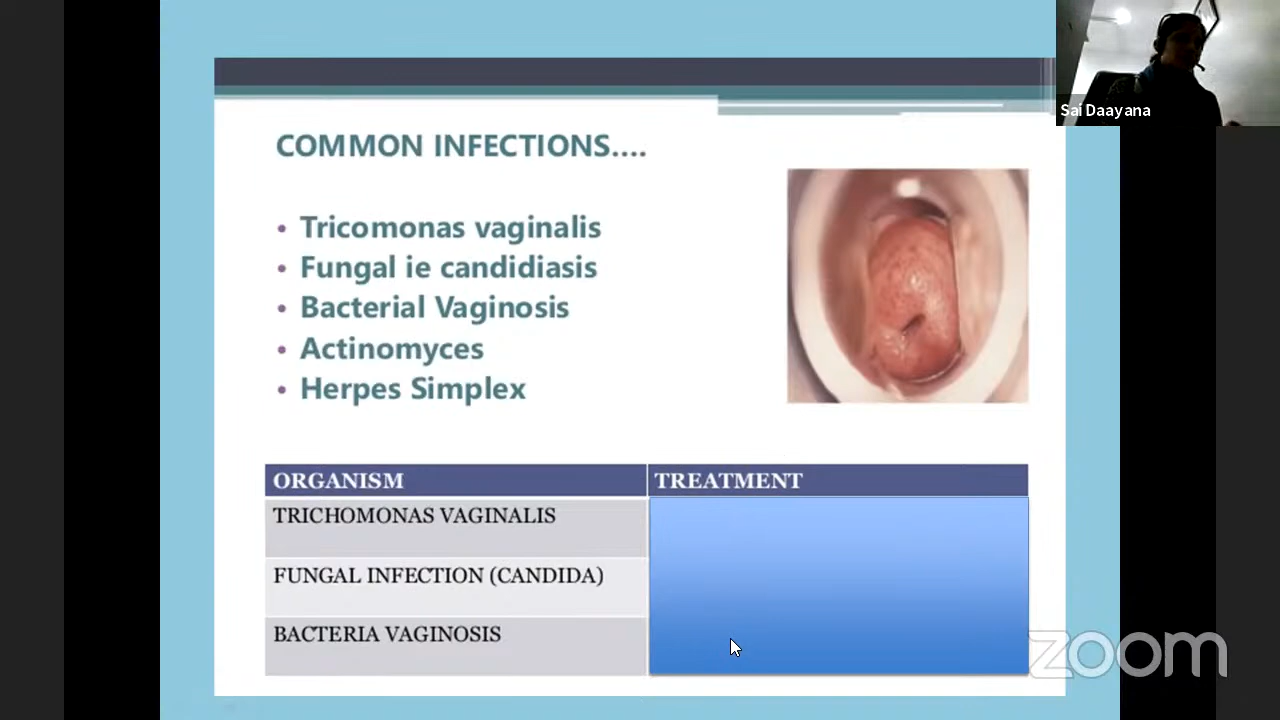 Sai Daayana
COMMON INFECTIONS....
• Tricomonas vaginalis
• Fungal ie candidiasis
• Bacterial Vaginosis
• Actinomyces
• Herpes Simplex
ORGANISM TREATMENT
TRICHOMONAS VAGINALIS
FUNGAL INFECTION (CANDIDA)
BACTERIA VAGINOSIS
zoom